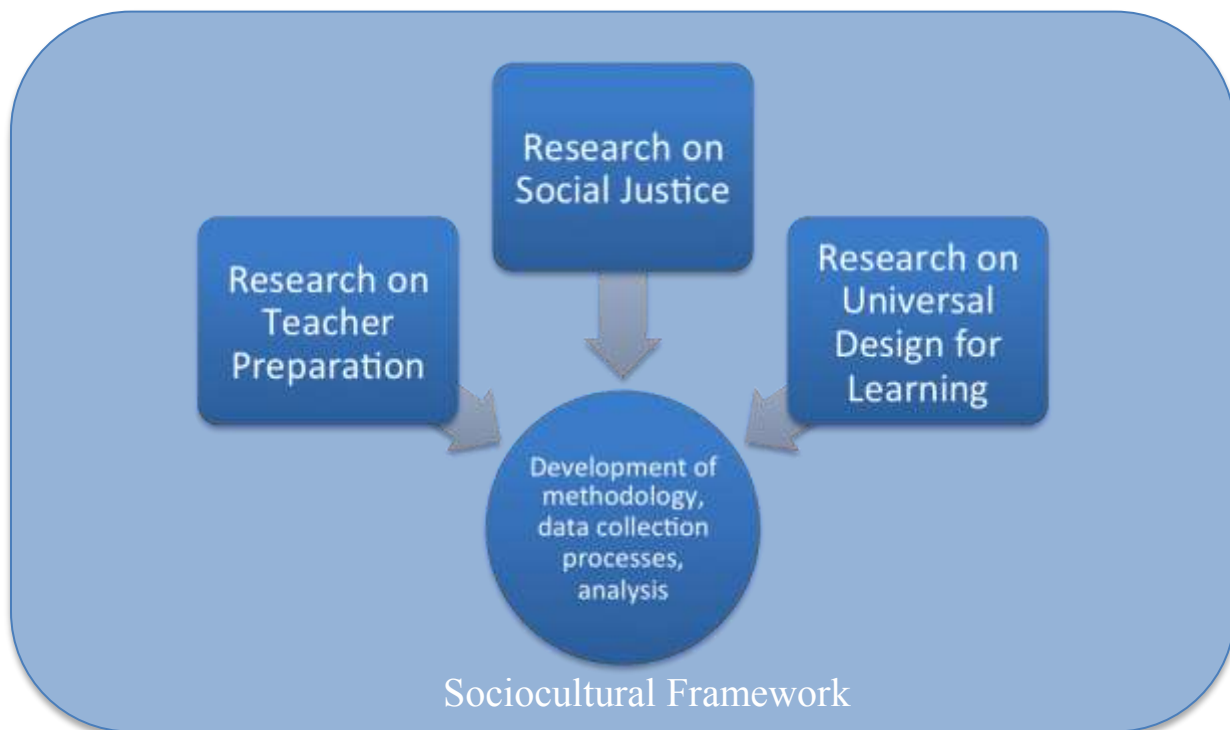 Research on
Social Justice
Research on
Teacher
Preparation
Research on
Universal
Design for
Learning
Development of
methodology,
data collection
processes,
analysis
Sociocultural Framework